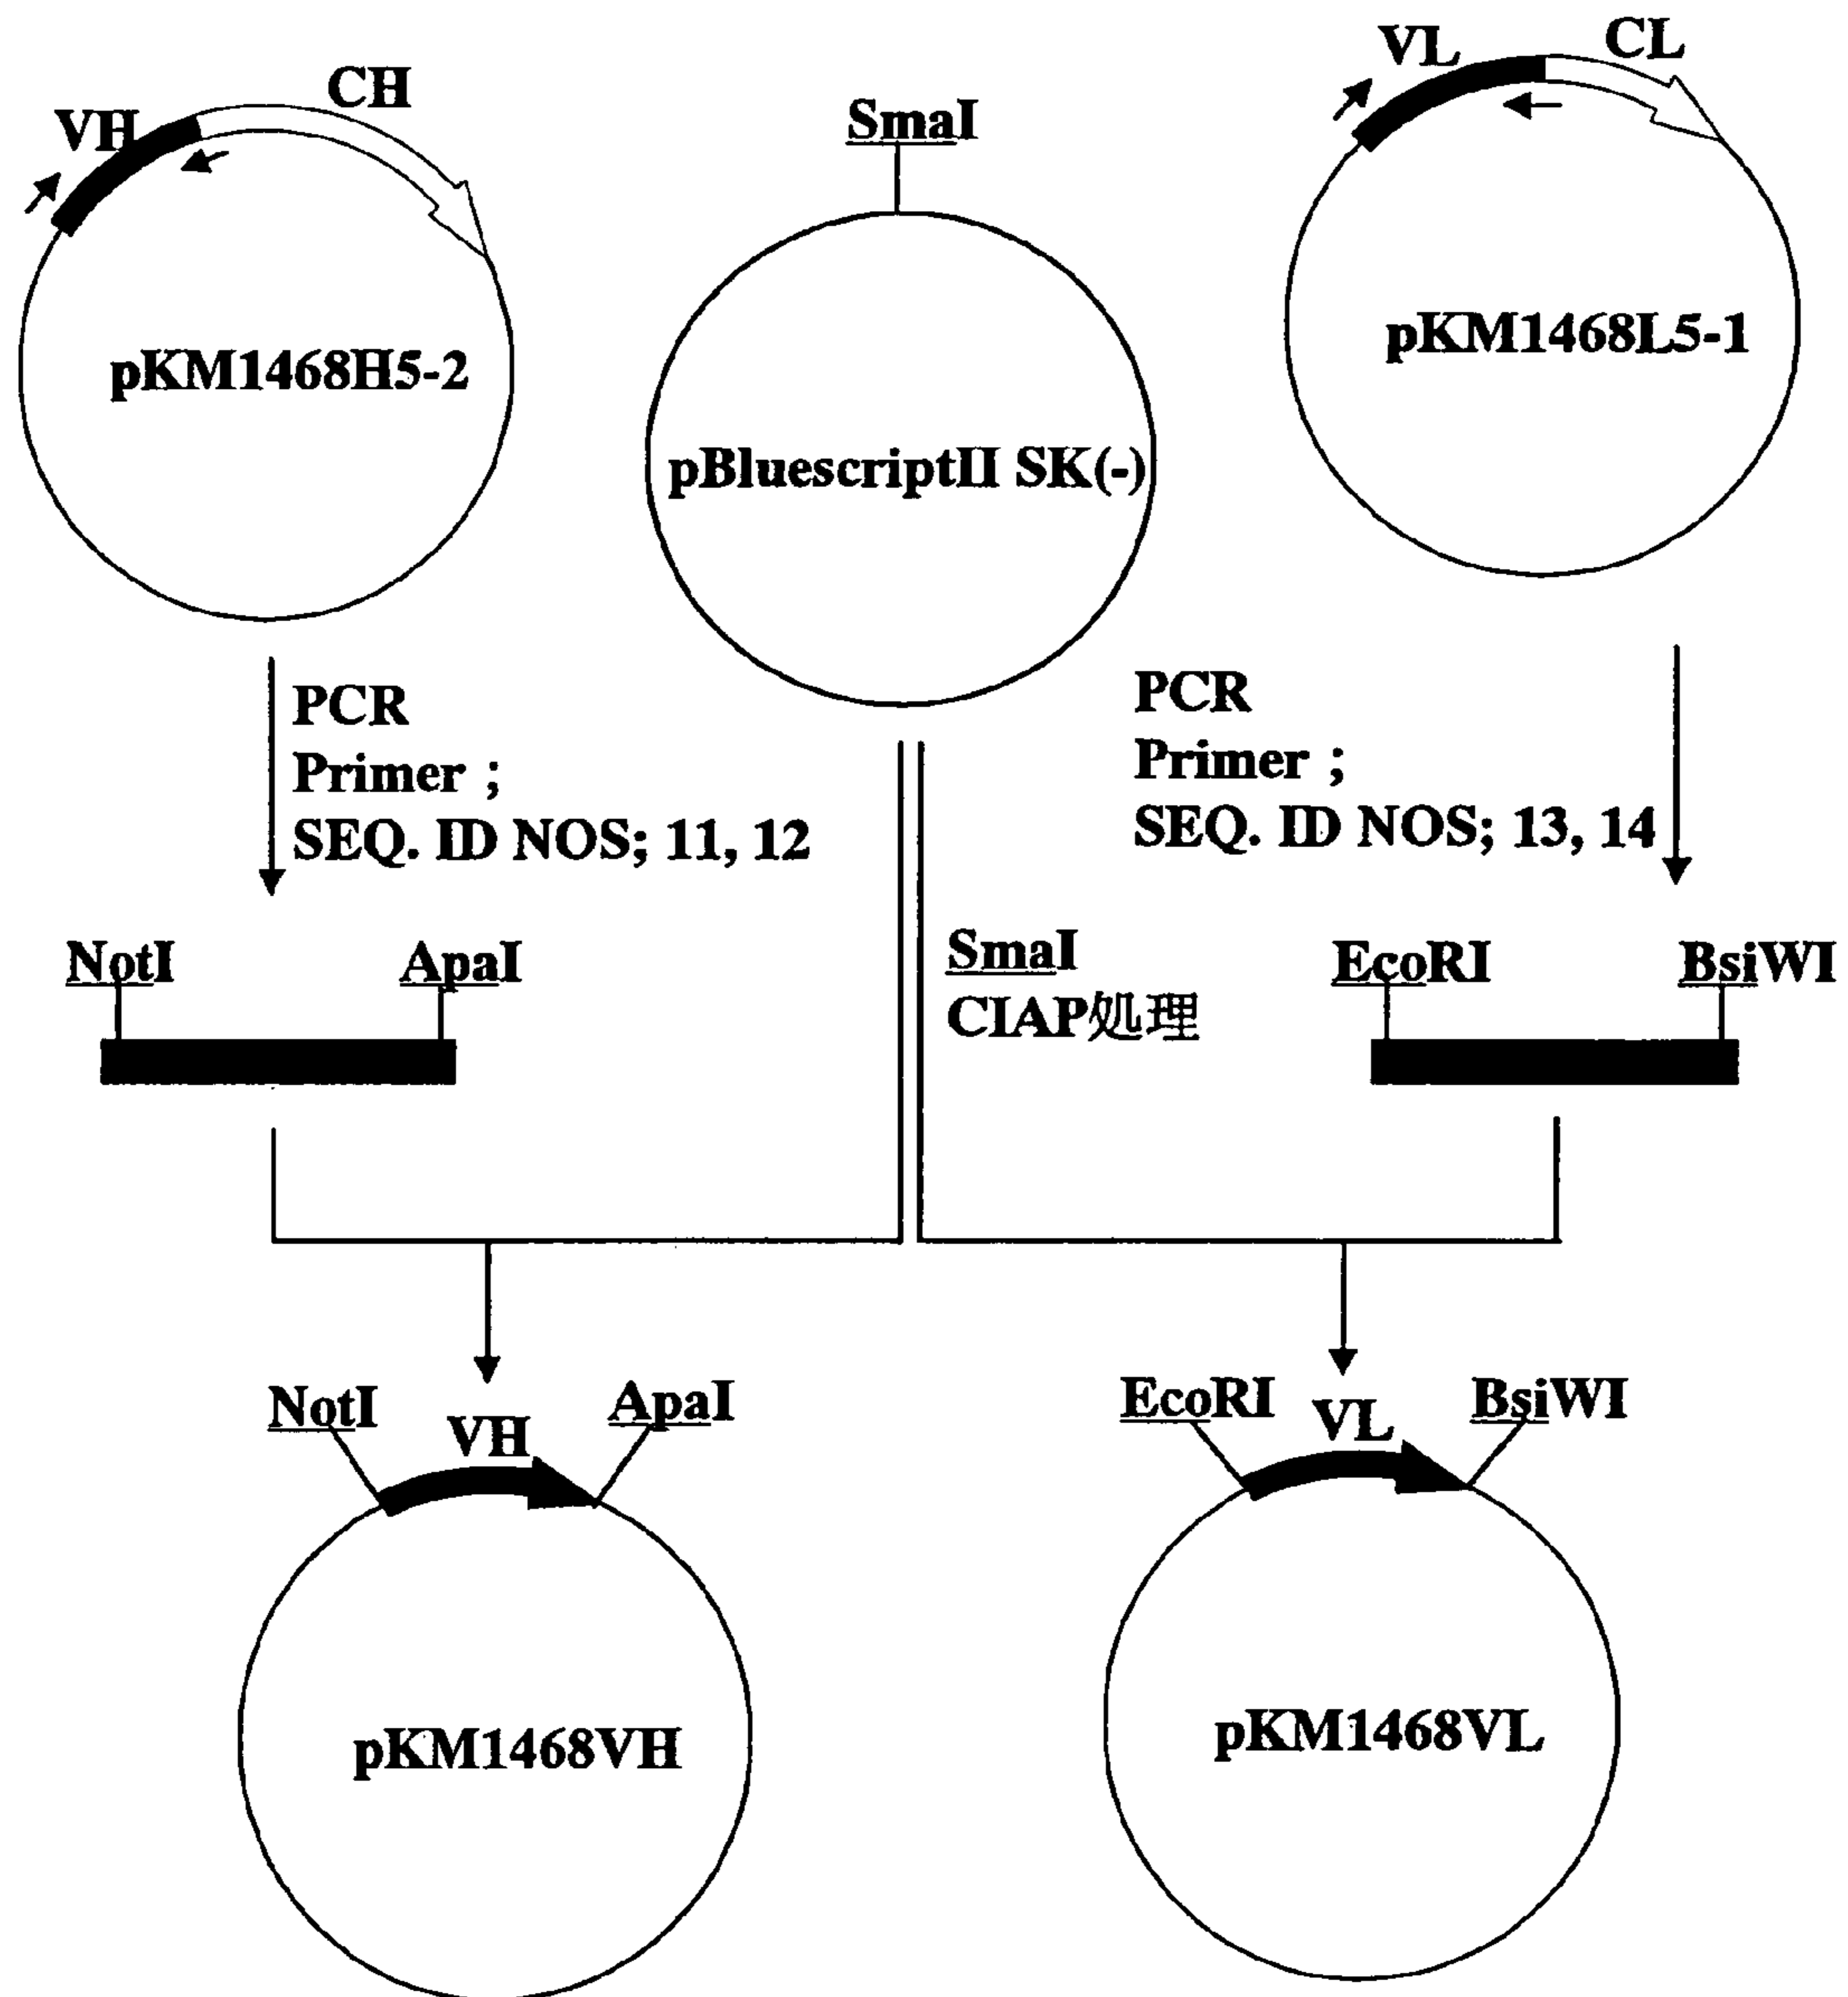 VH
CH
pKM1468H5-2
SmaI
pBluescriptII SK(-)
VL
CL
pKM1468L5-1
PCR
Primer ;
SEQ. ID NOS; 11, 12
PCR
Primer ;
SEQ. ID NOS; 13, 14
NotI
ApaI
SmaI
CIAP処理
EcoRI
BsiWI
NotI
VH
ApaI
pKM1468VH
EcoRI
VL
BsiWI
pKM1468VL